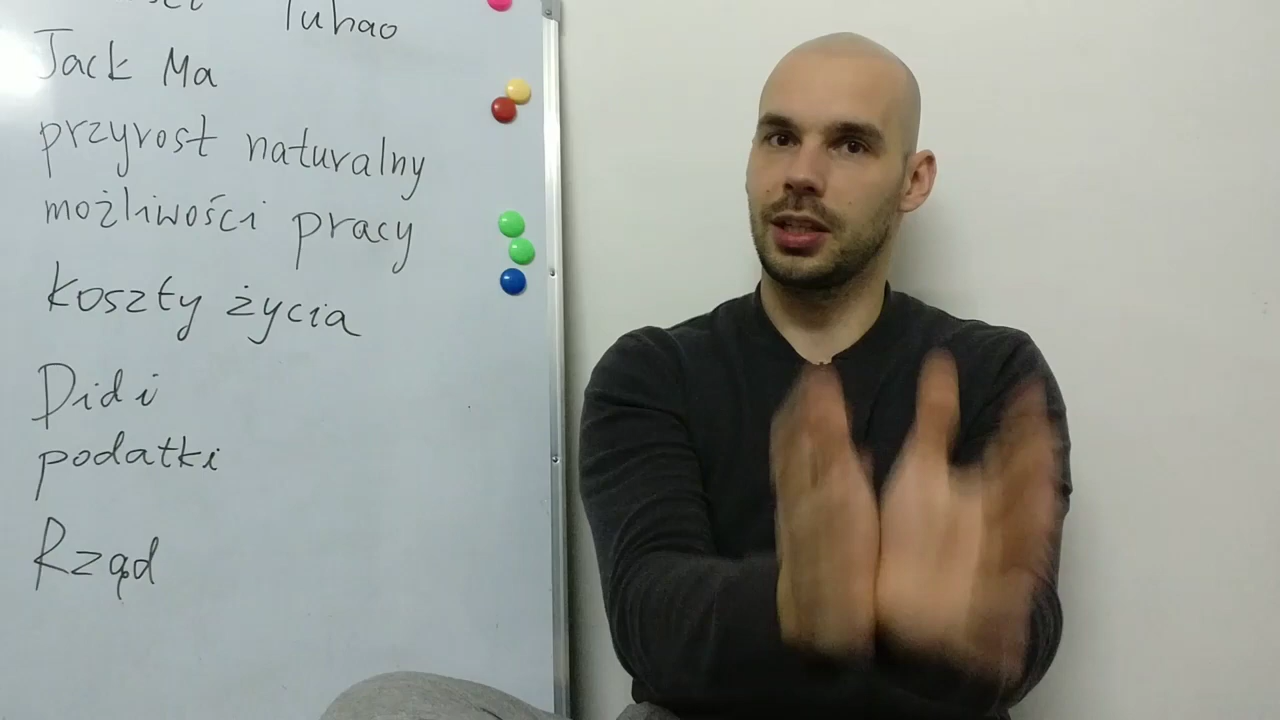 Tuhao
Jack Ma
przyrost naturalny
możliwości pracy
koszty życia
Didi
podatki
Rząd